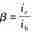 β = i_c / i_b